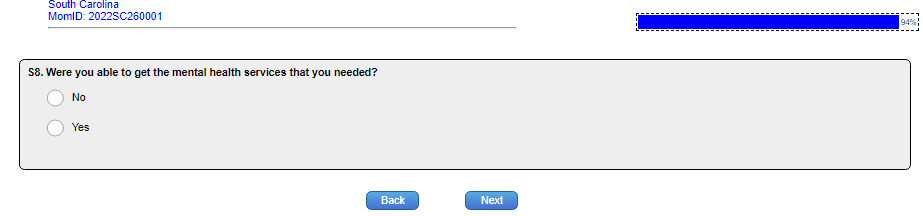 South Carolina
MomID: 2022SC260001
94%
S8. Were you able to get the mental health services that you needed?
No
Yes
Back
Next